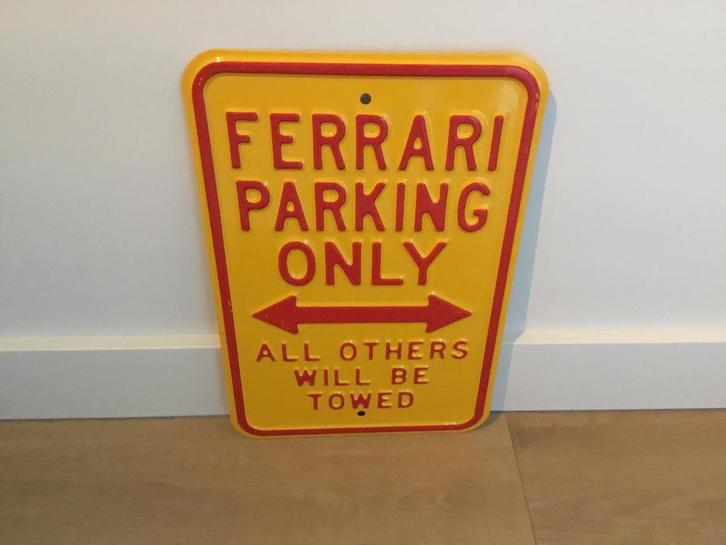 FERRARI
PARKING
ONLY
ALL OTHERS
WILL BE
TOWED